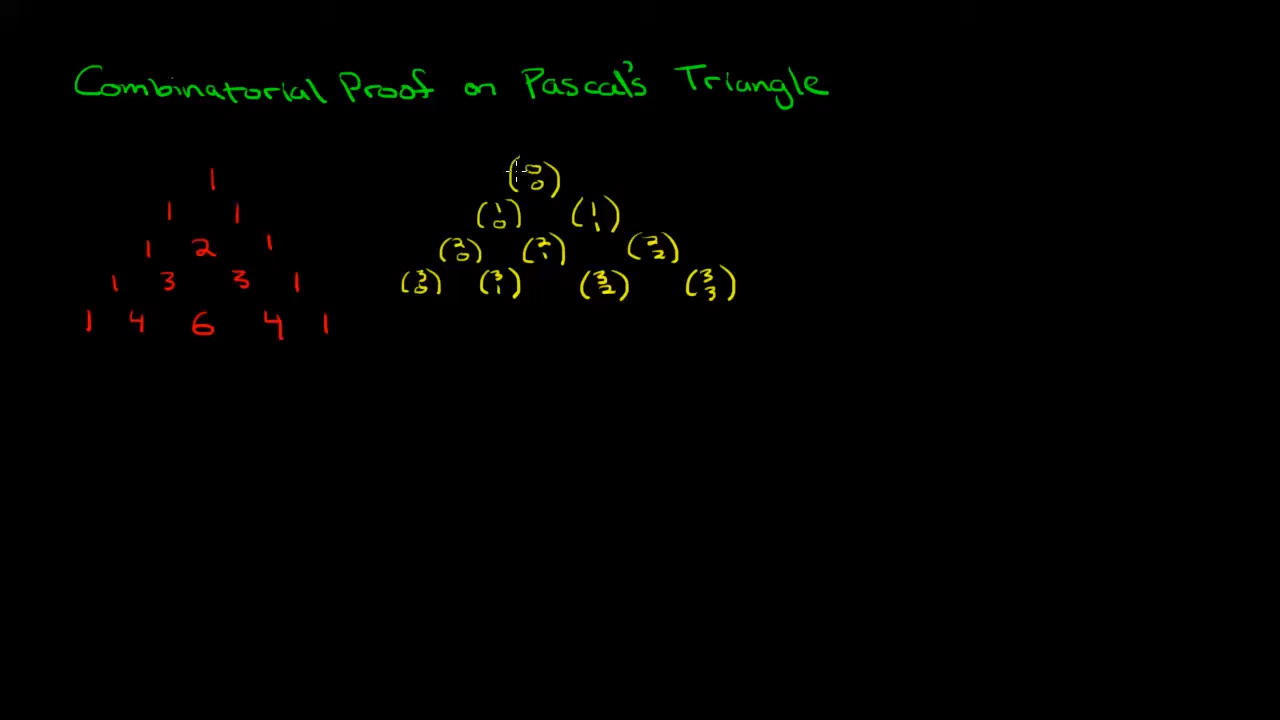 Combinatorial Proof on Pascal's Triangle
1
1 1
1 2 1
1 3 3 1
1 4 6 4 1
(0 0)
(1 0) (1 1)
(2 0) (2 1) (2 2)
(3 0) (3 1) (3 2) (3 3)